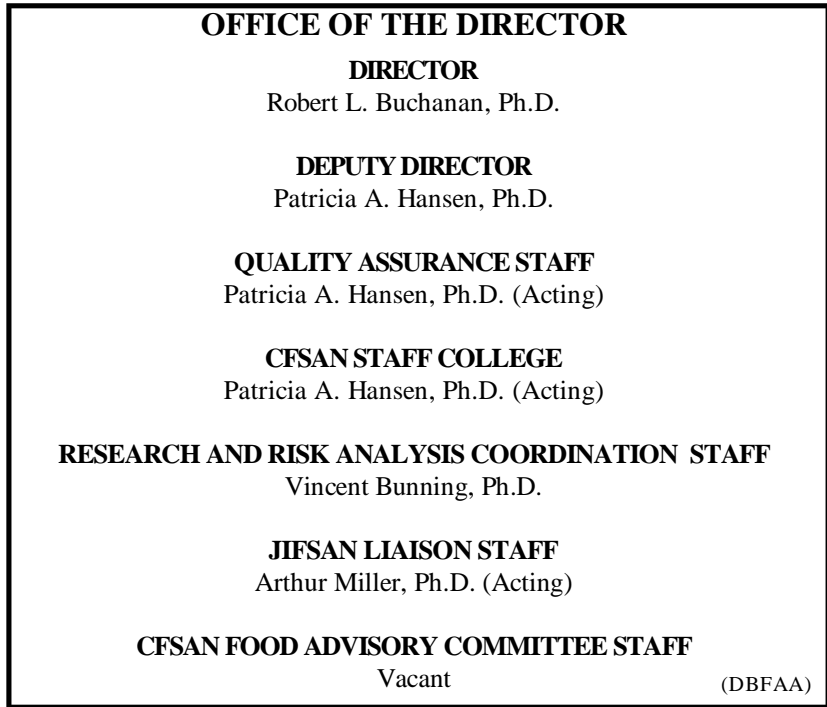 OFFICE OF THE DIRECTOR
DIRECTOR
Robert L. Buchanan, Ph.D.
DEPUTY DIRECTOR
Patricia A. Hansen, Ph.D.
QUALITY ASSURANCE STAFF
Patricia A. Hansen, Ph.D. (Acting)
CFSAN STAFF COLLEGE
Patricia A. Hansen, Ph.D. (Acting)
RESEARCH AND RISK ANALYSIS COORDINATION STAFF
Vincent Bunning, Ph.D.
JIFSAN LIAISON STAFF
Arthur Miller, Ph.D. (Acting)
CFSAN FOOD ADVISORY COMMITTEE STAFF
Vacant
(DBFAA)